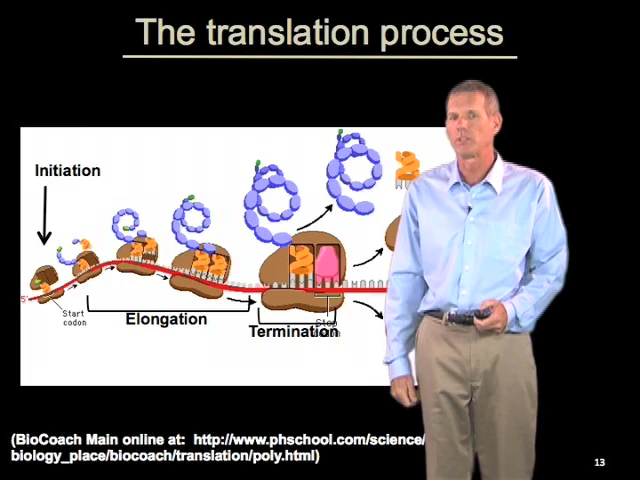 The translation process
Initiation
5'
Start
codon
Elongation
Termination
Stop
codon
(BioCoach Main online at: http://www.phschool.com/science/
biology_place/biocoach/translation/poly.html)
13